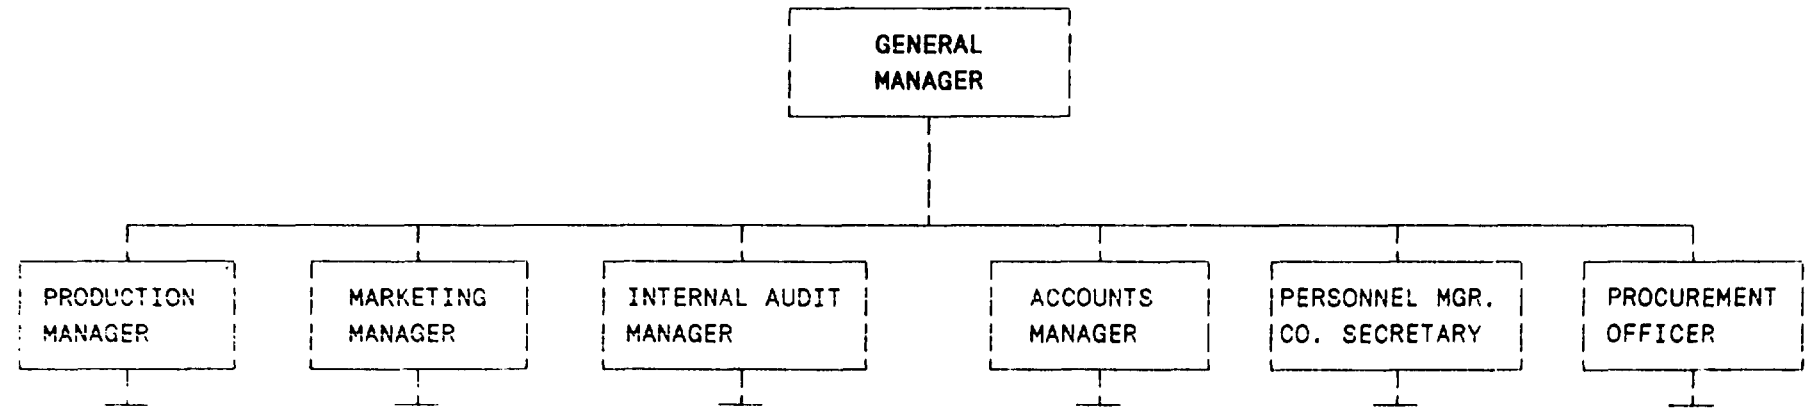 GENERAL
MANAGER
PRODUCTION
MANAGER
MARKETING
MANAGER
INTERNAL AUDIT
MANAGER
ACCOUNTS
MANAGER
PERSONNEL MGR.
CO. SECRETARY
PROCUREMENT
OFFICER